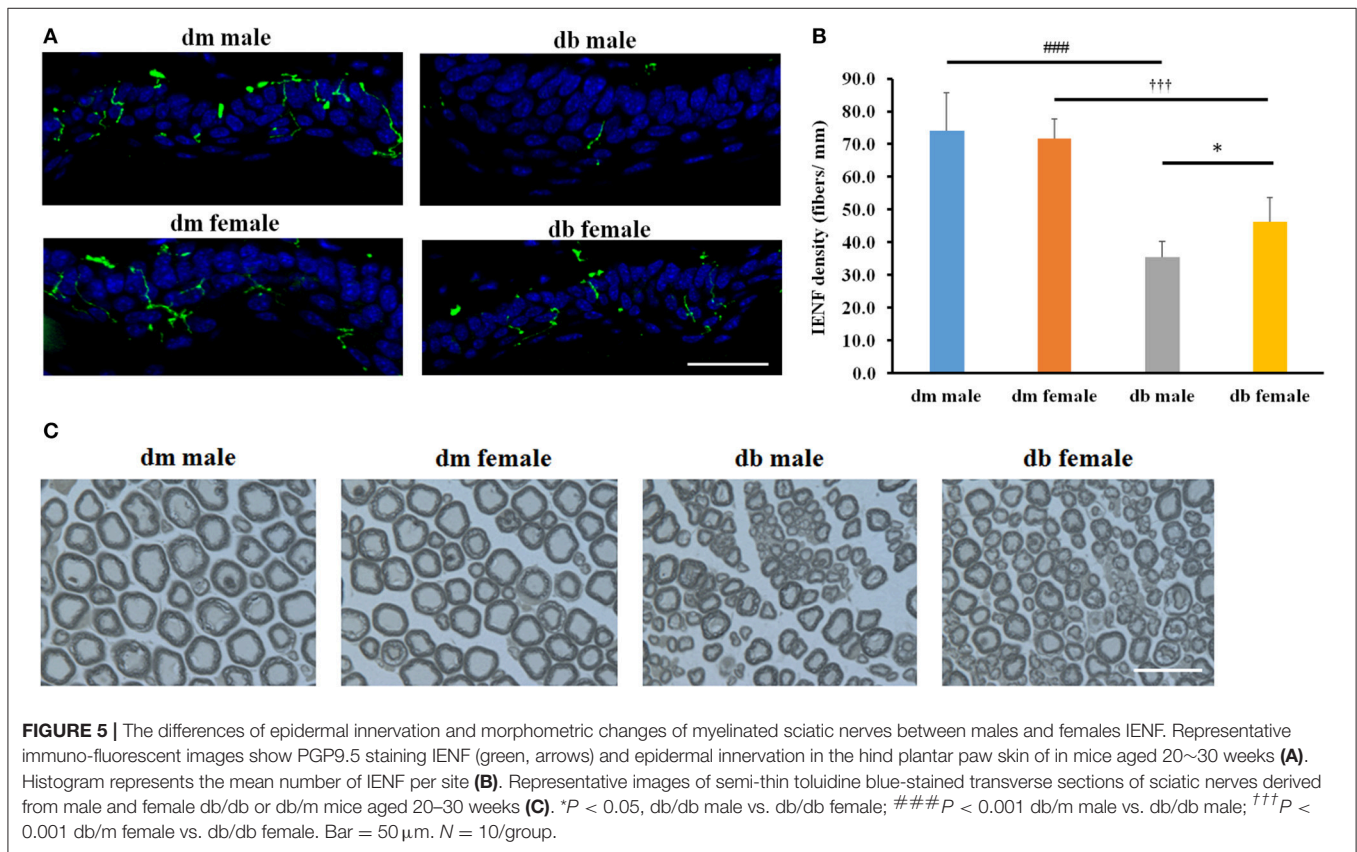 A
dm male
db male
dm female
db female
B
###
†††
*
IENF density (fibers/ mm)
90.0
80.0
70.0
60.0
50.0
40.0
30.0
20.0
10.0
0.0
dm male
dm female
db male
db female
C
dm male
dm female
db male
db female
FIGURE 5 | The differences of epidermal innervation and morphometric changes of myelinated sciatic nerves between males and females IENF. Representative
immuno-fluorescent images show PGP9.5 staining IENF (green, arrows) and epidermal innervation in the hind plantar paw skin of in mice aged 20~30 weeks (A).
Histogram represents the mean number of IENF per site (B). Representative images of semi-thin toluidine blue-stained transverse sections of sciatic nerves derived
from male and female db/db or db/m mice aged 20–30 weeks (C). *P < 0.05, db/db male vs. db/db female; ###P < 0.001 db/m male vs. db/db male; †††P <
0.001 db/m female vs. db/db female. Bar = 50 μm. N = 10/group.